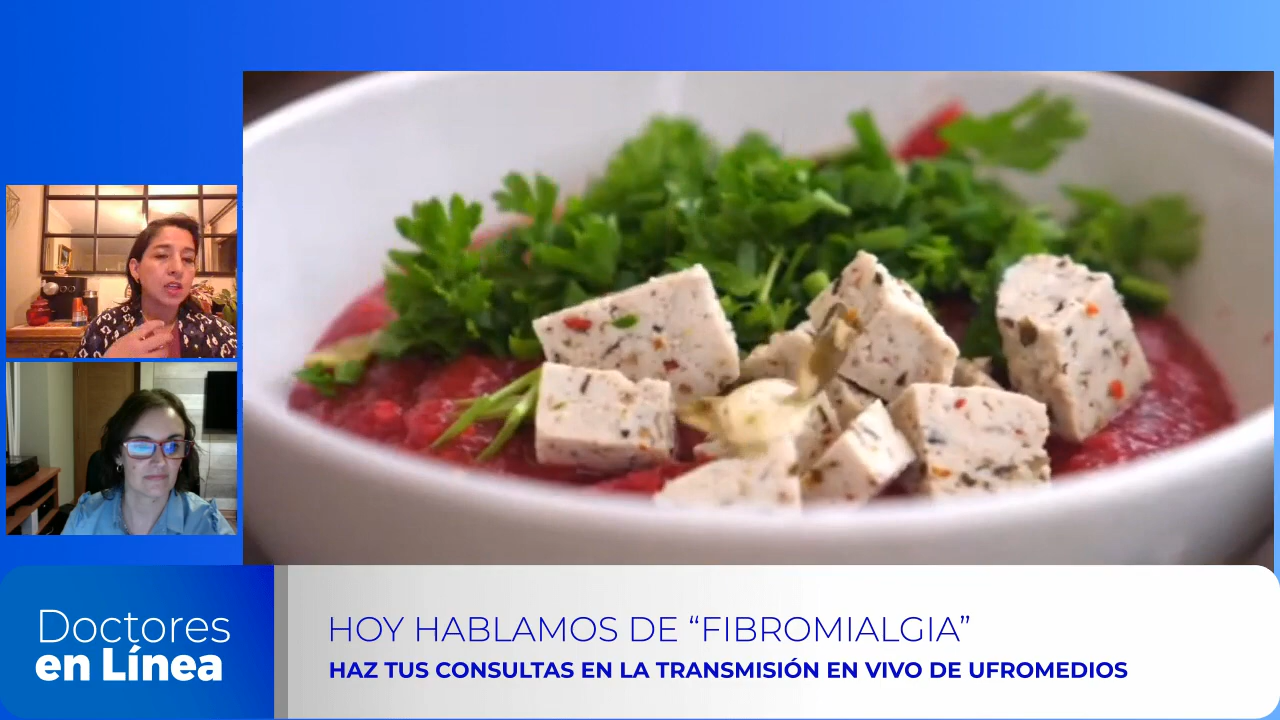 Doctores
en Línea
HOY HABLAMOS DE “FIBROMIALGIA”
HAZ TUS CONSULTAS EN LA TRANSMISIÓN EN VIVO DE UFROMEDIOS